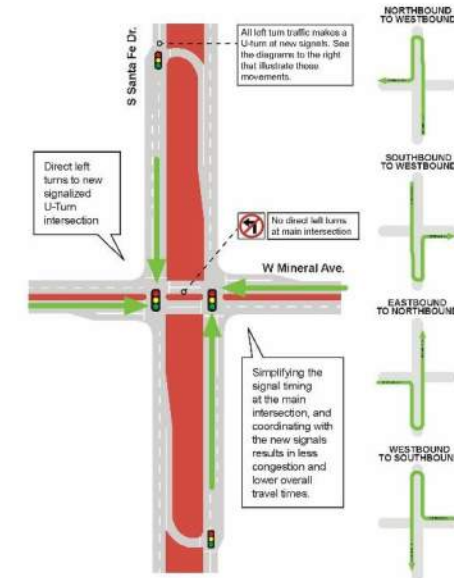 S Santa Fe Dr.
All left turn traffic makes a
U-turn at new signals. See
the diagrams to the right
that illustrate those
movements.
Direct left
turns to new
signalized
U-Turn
intersection
No direct left turns
at main intersection
W Mineral Ave.
Simplifying the
signal timing
at the main
intersection, and
coordinating with
the new signals
results in less
congestion and
lower overall
travel times.
NORTHBOUND
TO WESTBOUND
SOUTHBOUND
TO WESTBOUND
EASTBOUND
TO NORTHBOUND
WESTBOUND
TO SOUTHBOUND